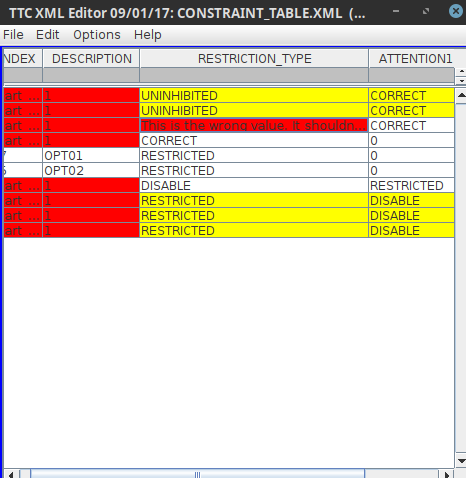 TTC XML Editor 09/01/17: CONSTRAINT_TABLE.XML (...
File Edit Options Help
NDEX DESCRIPTION RESTRICTION_TYPE ATTENTION1
art ... 1 UNINHIBITED CORRECT
art ... 1 UNINHIBITED CORRECT
art ... 1 This is the wrong value. it shouldn... CORRECT
art ... 1 CORRECT 0
7 OPT01 RESTRICTED 0
OPT02 RESTRICTED 0
art ... 1 DISABLE RESTRICTED
art ... 1 RESTRICTED DISABLE
art ... 1 RESTRICTED DISABLE
art ... 1 RESTRICTED DISABLE